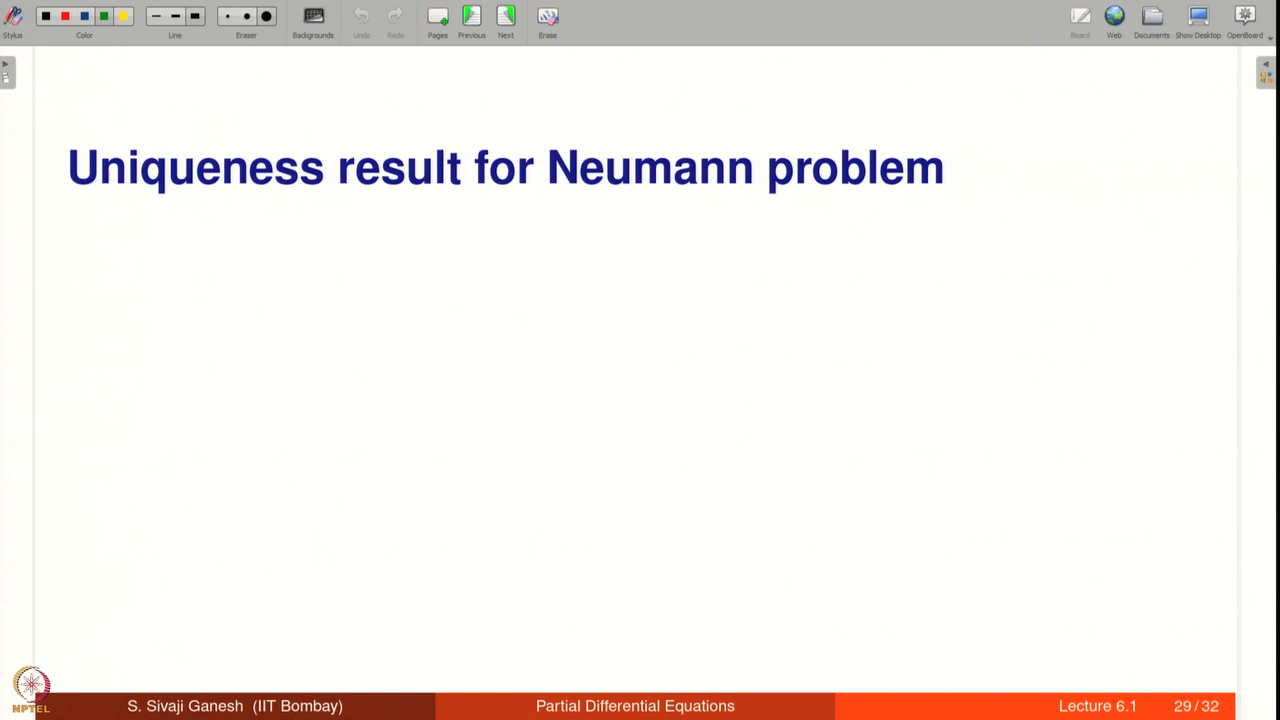 Stylus
Color
Line
Eraser
Backgrounds
Undo
Redo
Pages
Previous
Next
Erase
Board
Web
Documents
Show Desktop
OpenBoard
Uniqueness result for Neumann problem
NPTEL
S. Sivaji Ganesh (IIT Bombay)
Partial Differential Equations
Lecture 6.1
29 / 32